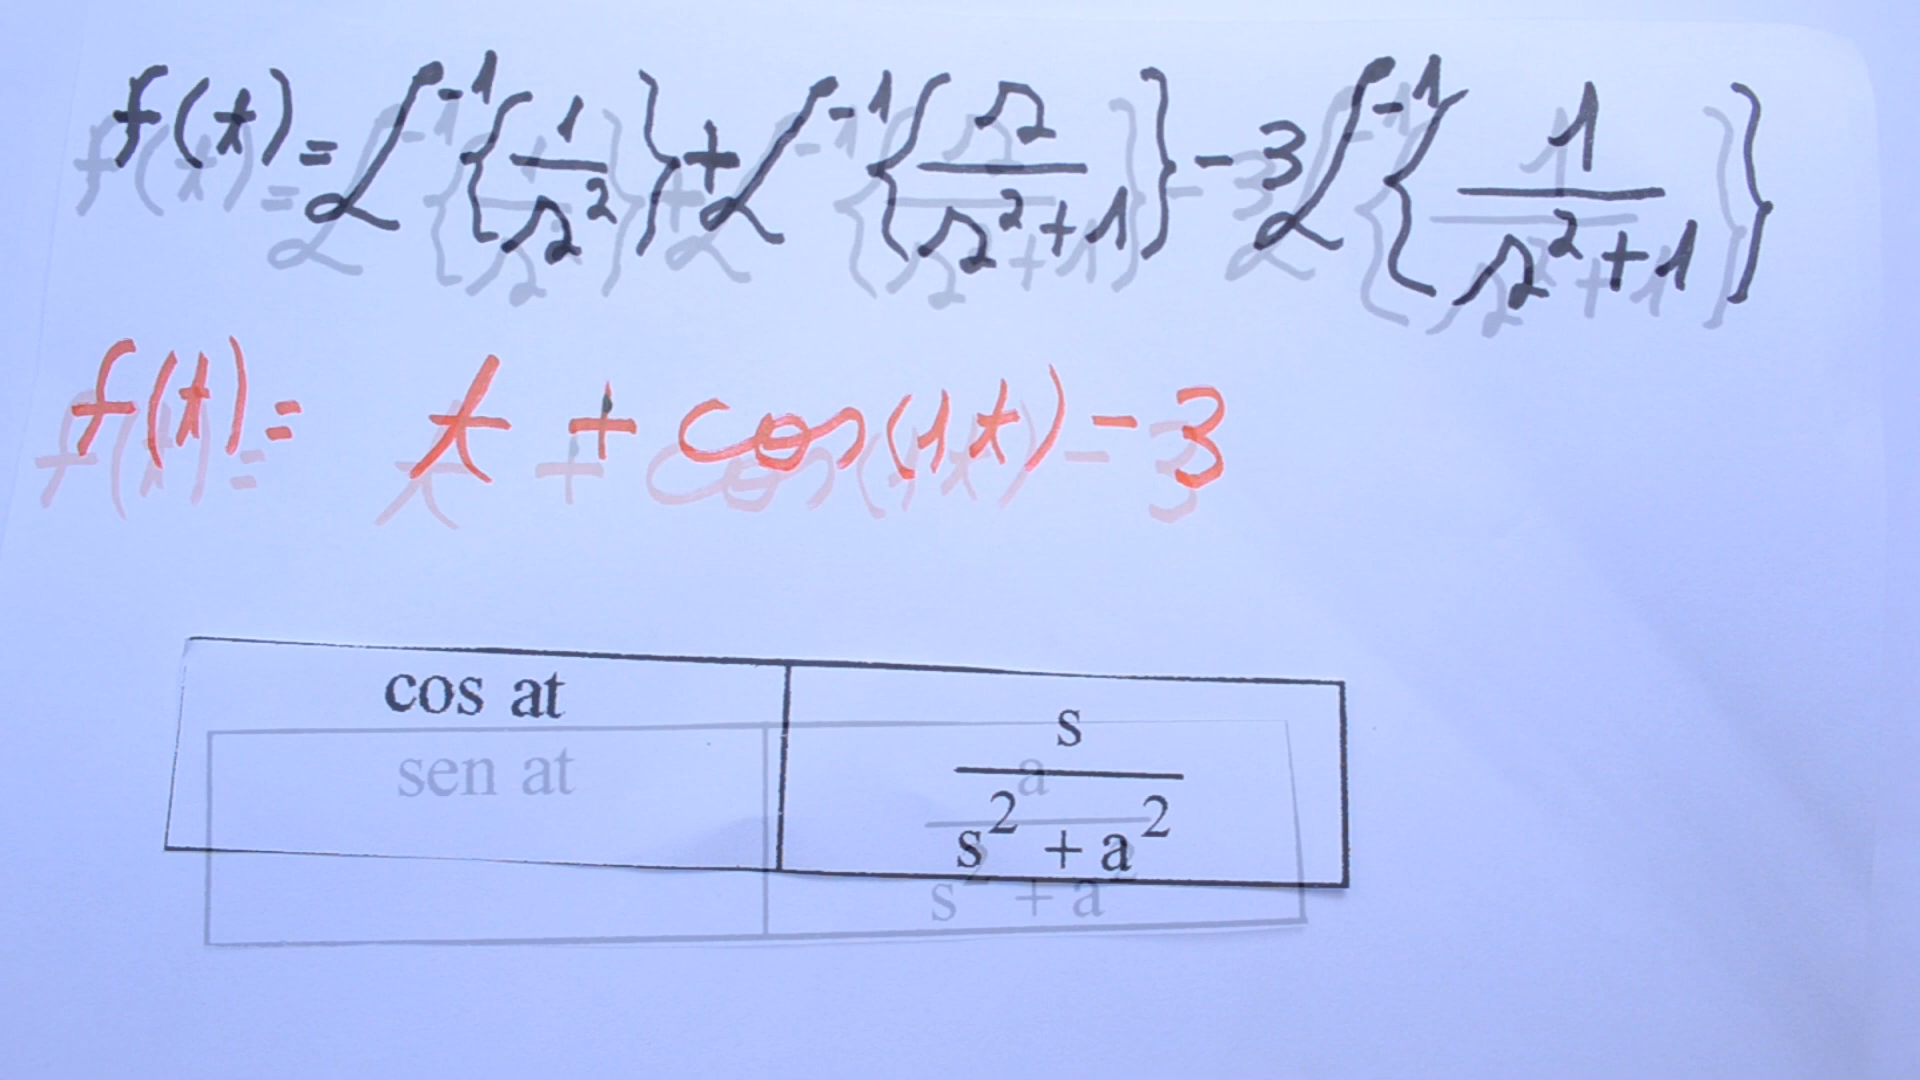 f(t) = ℒ⁻¹{1/s²} + ℒ⁻¹{s/(s²+1)} - 3ℒ⁻¹{1/(s²+1)}
f(t) = t + cos(1t) - 3
cos at s/(s² + a²)
sen at a/(s² + a²)